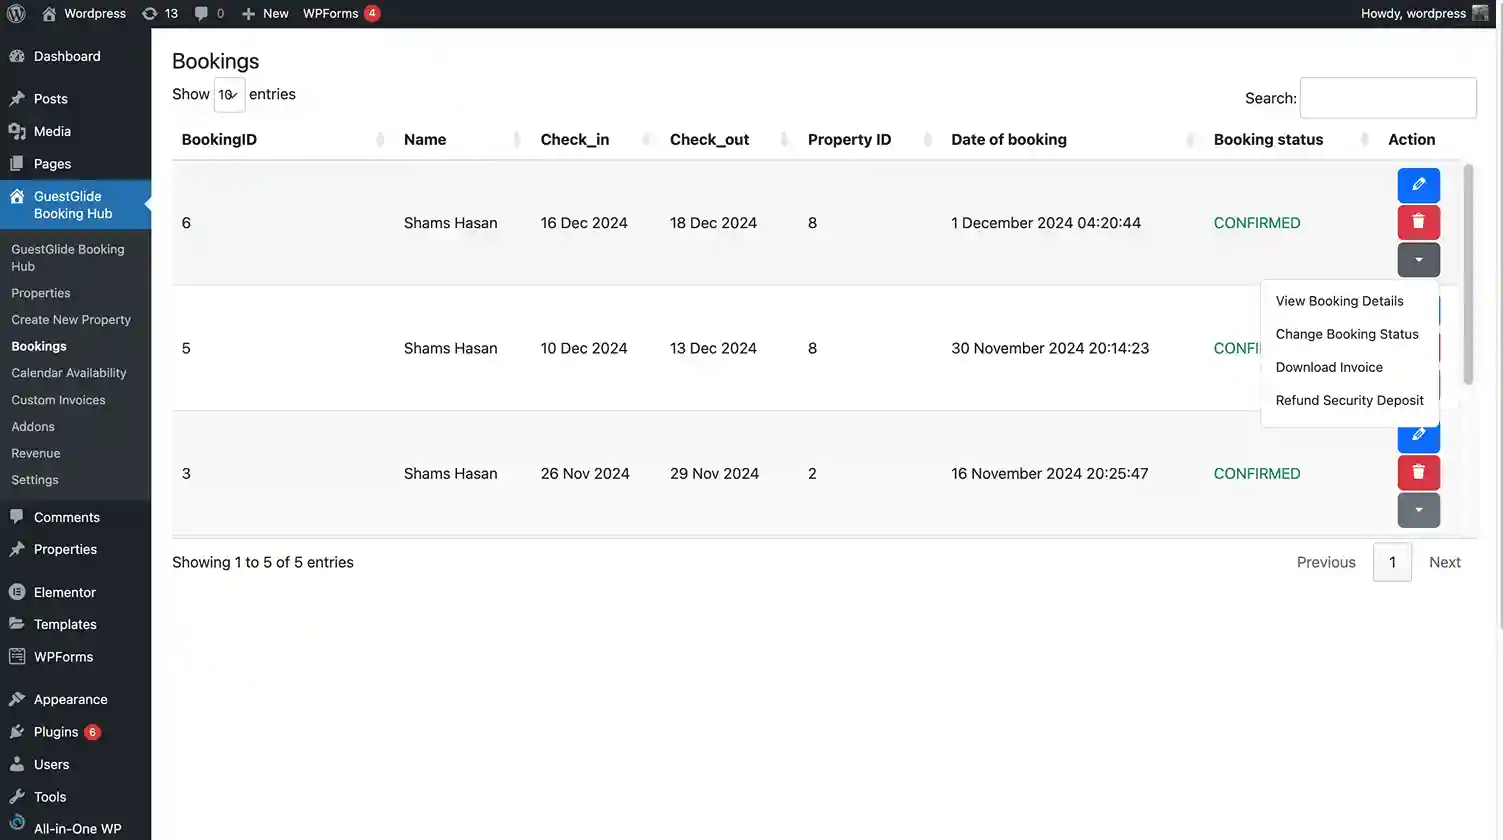 Wordpress 13 0 New WPForms 4 Howdy, wordpress
Dashboard
Posts
Media
Pages
GuestGlide
Booking Hub
GuestGlide Booking
Hub
Properties
Create New Property
Bookings
Calendar Availability
Custom Invoices
Addons
Revenue
Settings
Comments
Properties
Elementor
Templates
WPForms
Appearance
Plugins 6
Users
Tools
All-in-One WP
Bookings
Show 10 entries
Search:
BookingID Name Check_in Check_out Property ID Date of booking Booking status Action
6 Shams Hasan 16 Dec 2024 18 Dec 2024 8 1 December 2024 04:20:44 CONFIRMED
View Booking Details
Change Booking Status
Download Invoice
Refund Security Deposit
5 Shams Hasan 10 Dec 2024 13 Dec 2024 8 30 November 2024 20:14:23 CONFI
3 Shams Hasan 26 Nov 2024 29 Nov 2024 2 16 November 2024 20:25:47 CONFIRMED
Showing 1 to 5 of 5 entries
Previous 1 Next